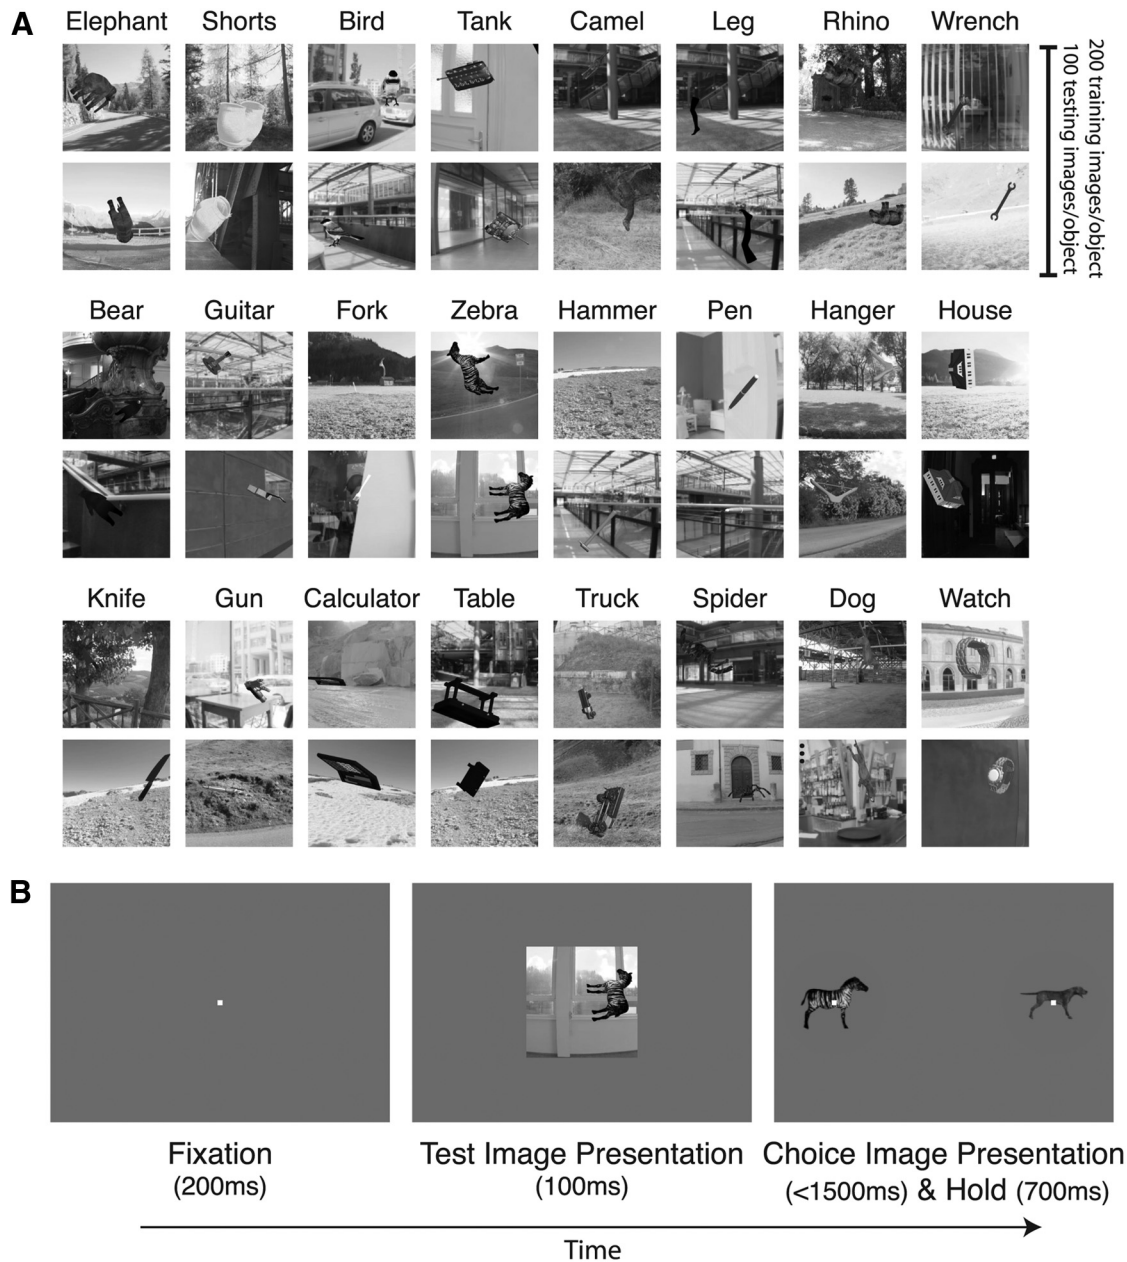 A
Elephant Shorts Bird Tank Camel Leg Rhino Wrench
200 training images/object
100 testing images/object
Bear Guitar Fork Zebra Hammer Pen Hanger House
Knife Gun Calculator Table Truck Spider Dog Watch
B
Fixation
(200ms)
Test Image Presentation
(100ms)
Choice Image Presentation
(<1500ms) & Hold (700ms)
Time